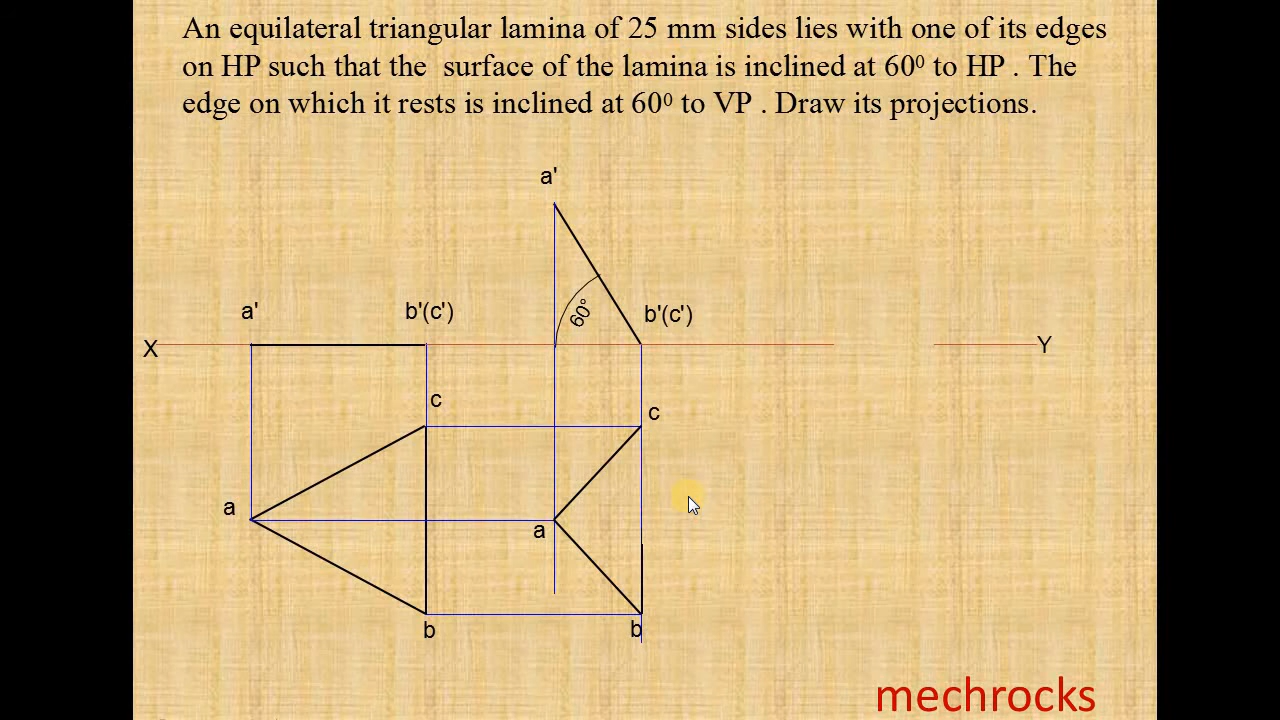 An equilateral triangular lamina of 25 mm sides lies with one of its edges
on HP such that the  surface of the lamina is inclined at 60⁰ to HP . The
edge on which it rests is inclined at 60⁰ to VP . Draw its projections.
a'
a'
b'(c')
60°
b'(c')
X
Y
c
c
a
a
b
b
mechrocks